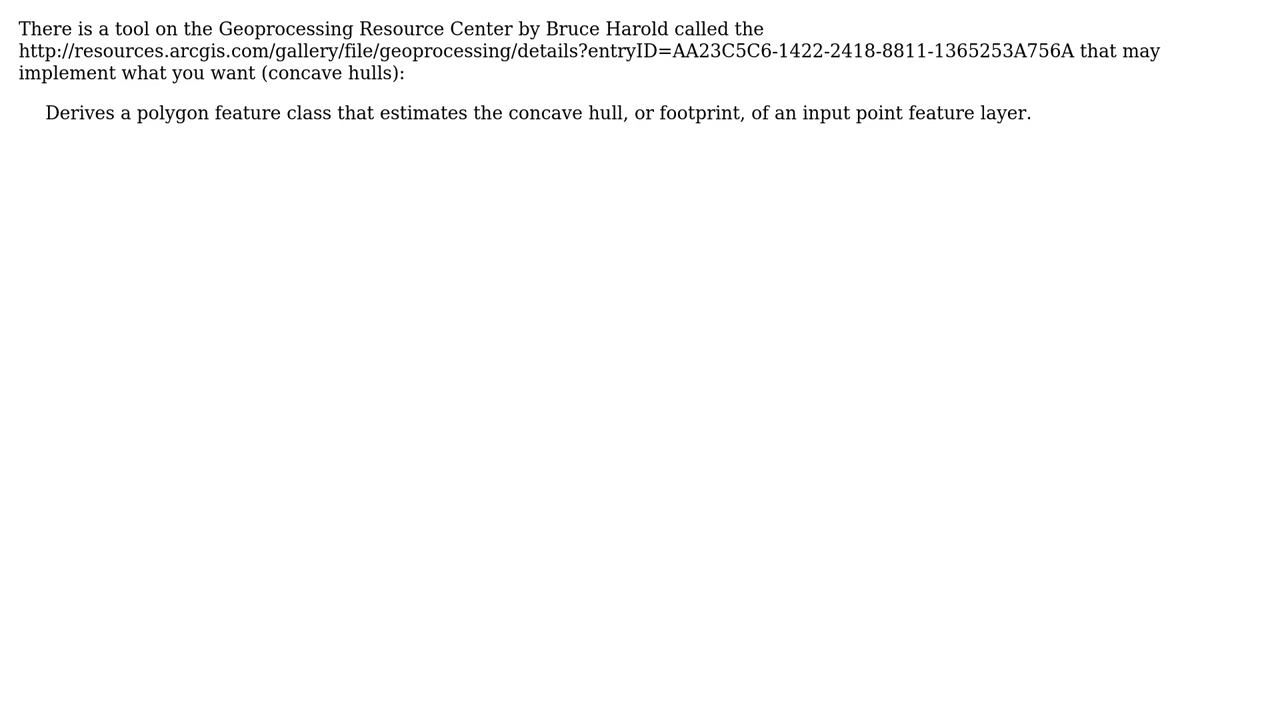 There is a tool on the Geoprocessing Resource Center by Bruce Harold called the
http://resources.arcgis.com/gallery/file/geoprocessing/details?entryID=AA23C5C6-1422-2418-8811-1365253A756A that may
implement what you want (concave hulls):
Derives a polygon feature class that estimates the concave hull, or footprint, of an input point feature layer.